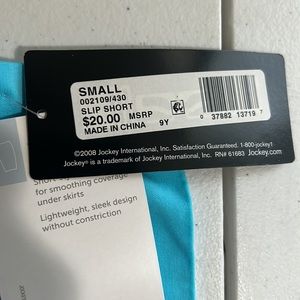 SMALL
002109/430
SLIP SHORT
$20.00 MSRP
MADE IN CHINA 9Y
0 37882 13719 7
©2008 Jockey International, Inc. Satisfaction Guaranteed. 1-800-jockey1
Jockey® is a trademark of Jockey International, Inc. RN# 61683 Jockey.com
Short
for smoothing coverage
under skirts
Lightweight, sleek design
without constriction